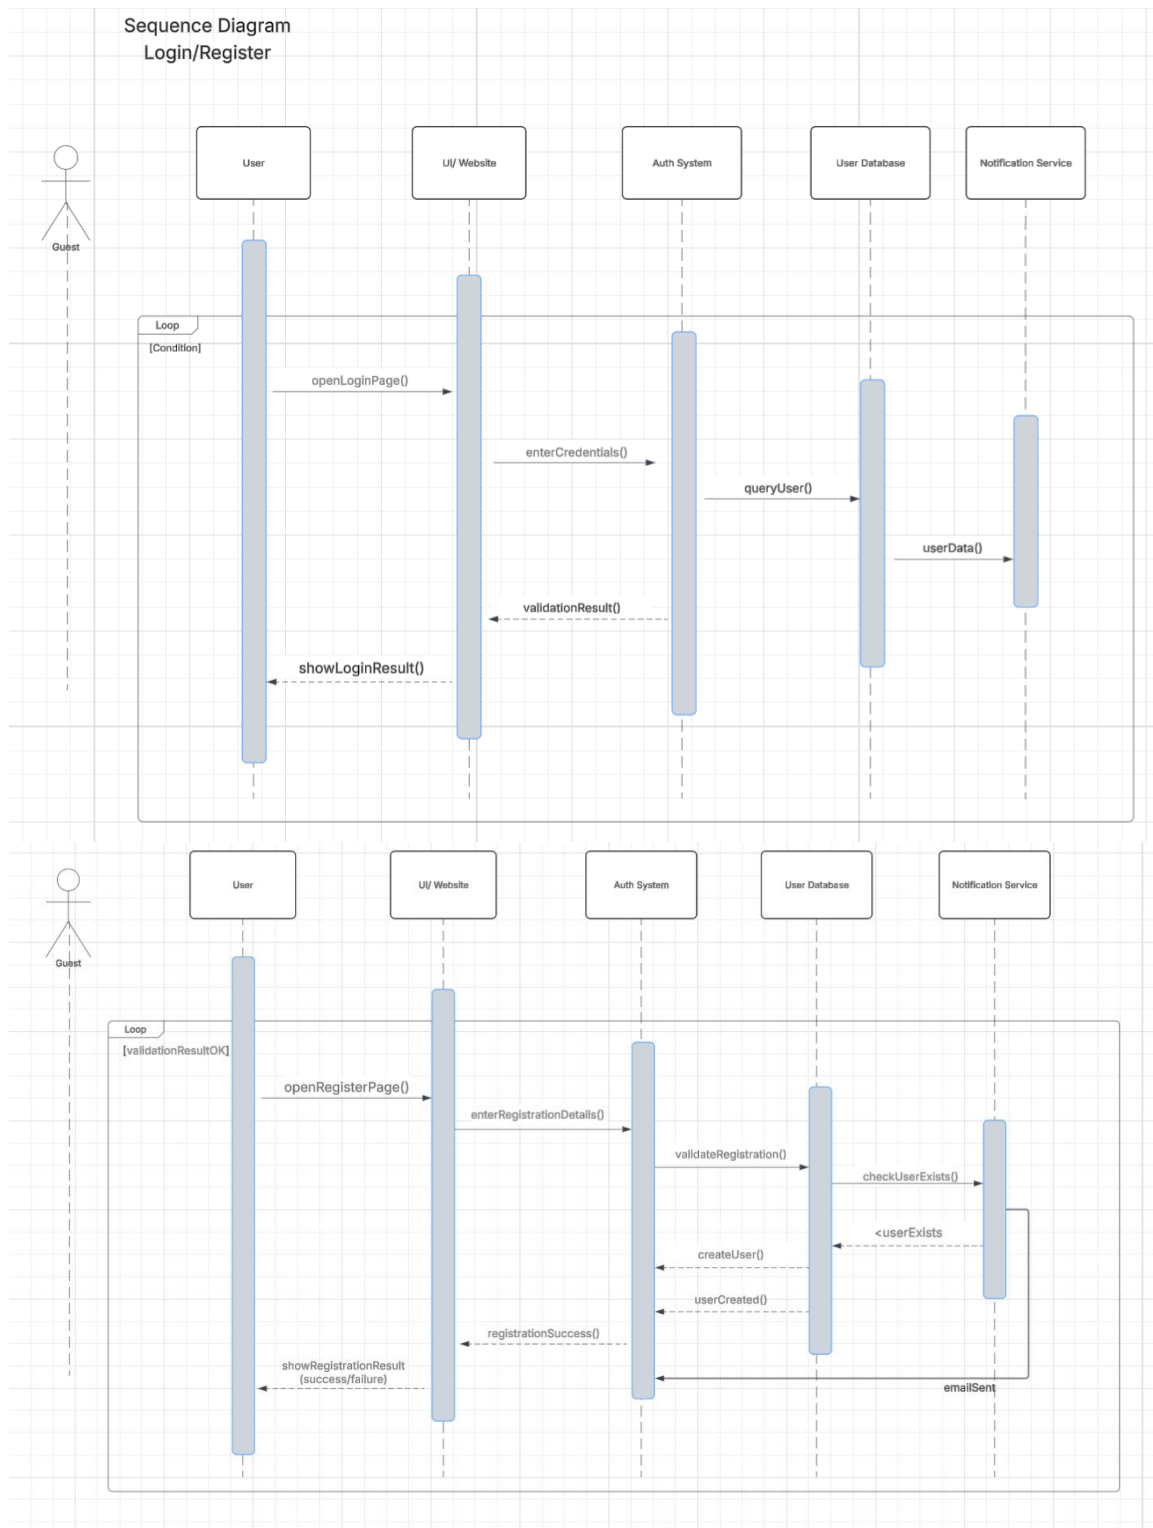 Sequence Diagram
Login/Register
User
UI/ Website
Auth System
User Database
Notification Service
Guest
Loop
[Condition]
openLoginPage()
enterCredentials()
queryUser()
userData()
validationResult()
showLoginResult()
User
UI/ Website
Auth System
User Database
Notification Service
Guest
Loop
[validationResultOK]
openRegisterPage()
enterRegistrationDetails()
validateRegistration()
checkUserExists()
<userExists
createUser()
userCreated()
registrationSuccess()
showRegistrationResult
(success/failure)
emailSent